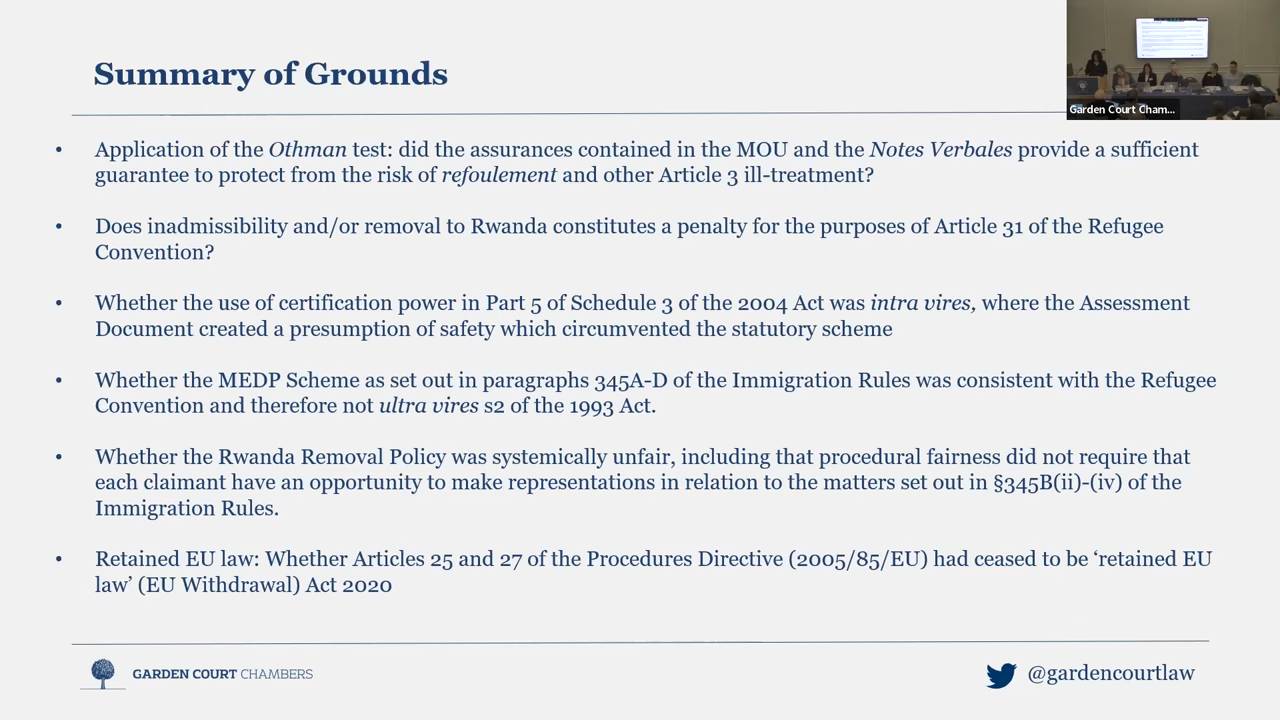 Summary of Grounds
Garden Court Cham...
• Application of the Othman test: did the assurances contained in the MOU and the Notes Verbales provide a sufficient
guarantee to protect from the risk of refoulement and other Article 3 ill-treatment?
• Does inadmissibility and/or removal to Rwanda constitutes a penalty for the purposes of Article 31 of the Refugee
Convention?
• Whether the use of certification power in Part 5 of Schedule 3 of the 2004 Act was intra vires, where the Assessment
Document created a presumption of safety which circumvented the statutory scheme
• Whether the MEDP Scheme as set out in paragraphs 345A-D of the Immigration Rules was consistent with the Refugee
Convention and therefore not ultra vires s2 of the 1993 Act.
• Whether the Rwanda Removal Policy was systemically unfair, including that procedural fairness did not require that
each claimant have an opportunity to make representations in relation to the matters set out in §345B(ii)-(iv) of the
Immigration Rules.
• Retained EU law: Whether Articles 25 and 27 of the Procedures Directive (2005/85/EU) had ceased to be ‘retained EU
law’ (EU Withdrawal) Act 2020
GARDEN COURT CHAMBERS
@gardencourtlaw